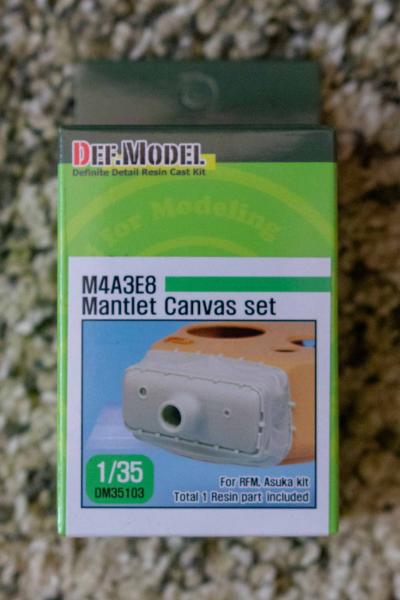 DEF.MODEL
Definite Detail Resin Cast Kit
For Modeling
M4A3E8
Mantlet Canvas set
1/35
DM35103
For RFM, Asuka kit
Total 1 Resin part included